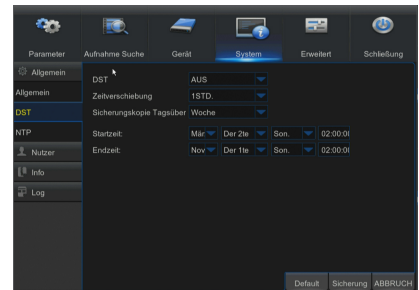 Parameter Aufnahme Suche Gerät System Erweitert Schließung
Allgemein
Allgemein
DST
NTP
Nutzer
Info
Log
DST AUS
Zeitverschiebung 1STD.
Sicherungskopie Tagsüber Woche
Startzeit: Mär Der 2te Son. 02:00:0(
Endzeit: Nov Der 1te Son. 02:00:0(
Default Sicherung ABBRUCH